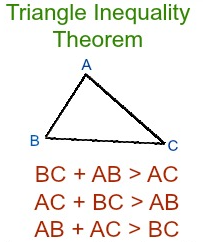 Triangle Inequality
Theorem
A
B
C
BC + AB > AC
AC + BC > AB
AB + AC > BC